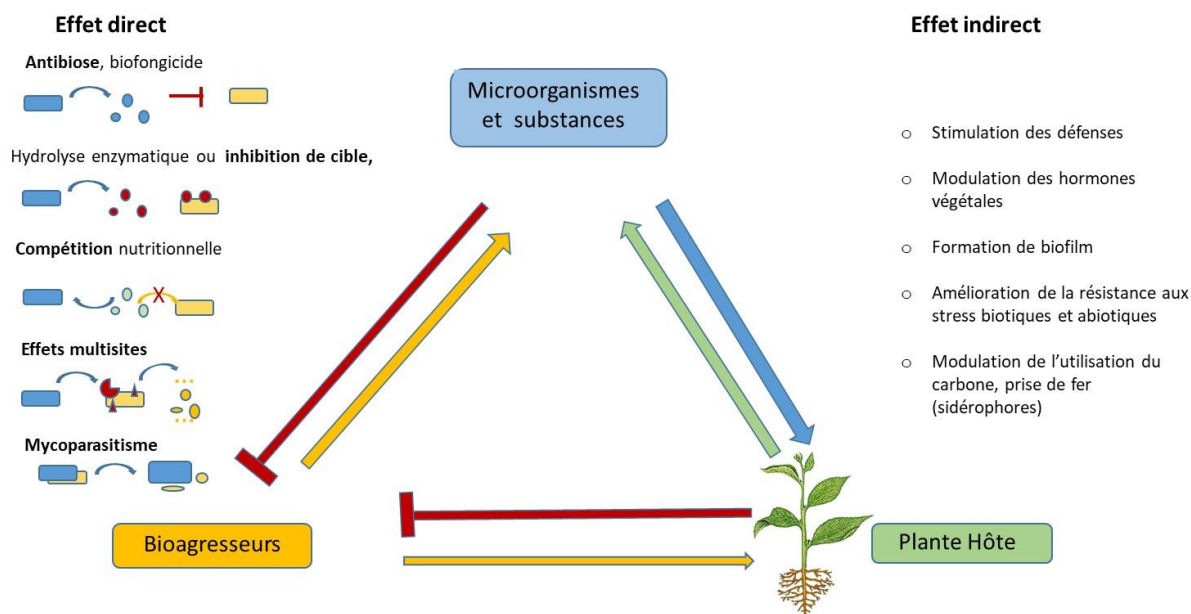 Effet direct
Antibiose, biofongicide
Hydrolyse enzymatique ou inhibition de cible,
Compétition nutritionnelle
Effets multisites
Mycoparasitisme
Microorganismes
et substances
Bioagresseurs
Plante Hôte
Effet indirect
o Stimulation des défenses
o Modulation des hormones
végétales
o Formation de biofilm
o Amélioration de la résistance aux
stress biotiques et abiotiques
o Modulation de l'utilisation du
carbone, prise de fer
(sidérophores)